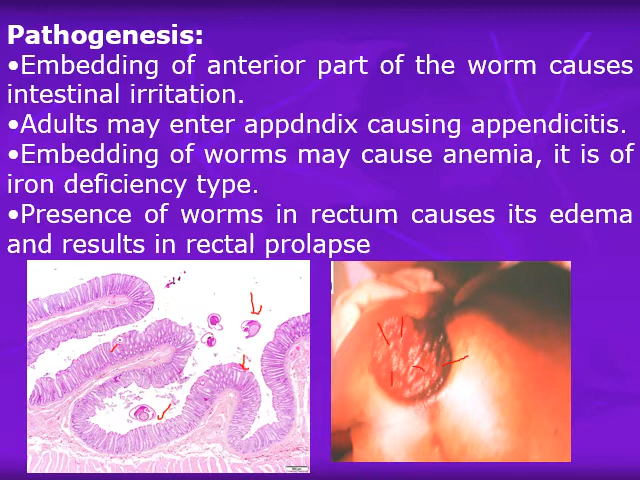 Pathogenesis:
•Embedding of anterior part of the worm causes
intestinal irritation.
•Adults may enter appdndix causing appendicitis.
•Embedding of worms may cause anemia, it is of
iron deficiency type.
•Presence of worms in rectum causes its edema
and results in rectal prolapse